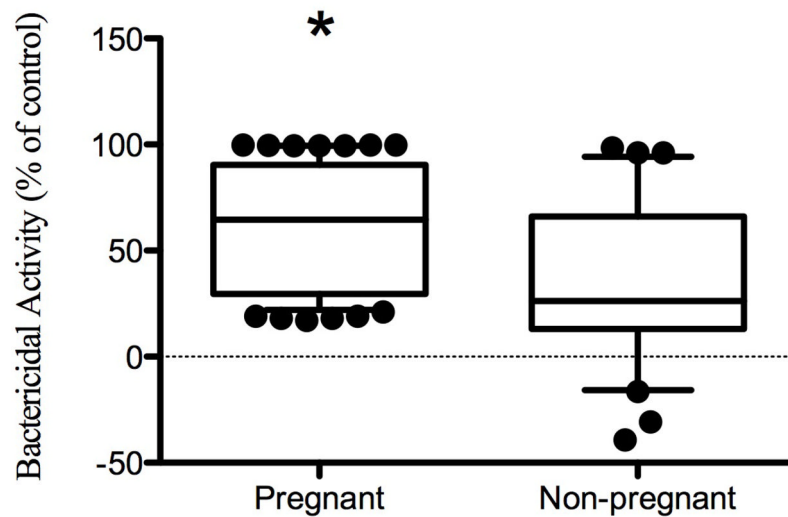 *
Bactericidal Activity (% of control)
150
100
50
0
-50
Pregnant
Non-pregnant